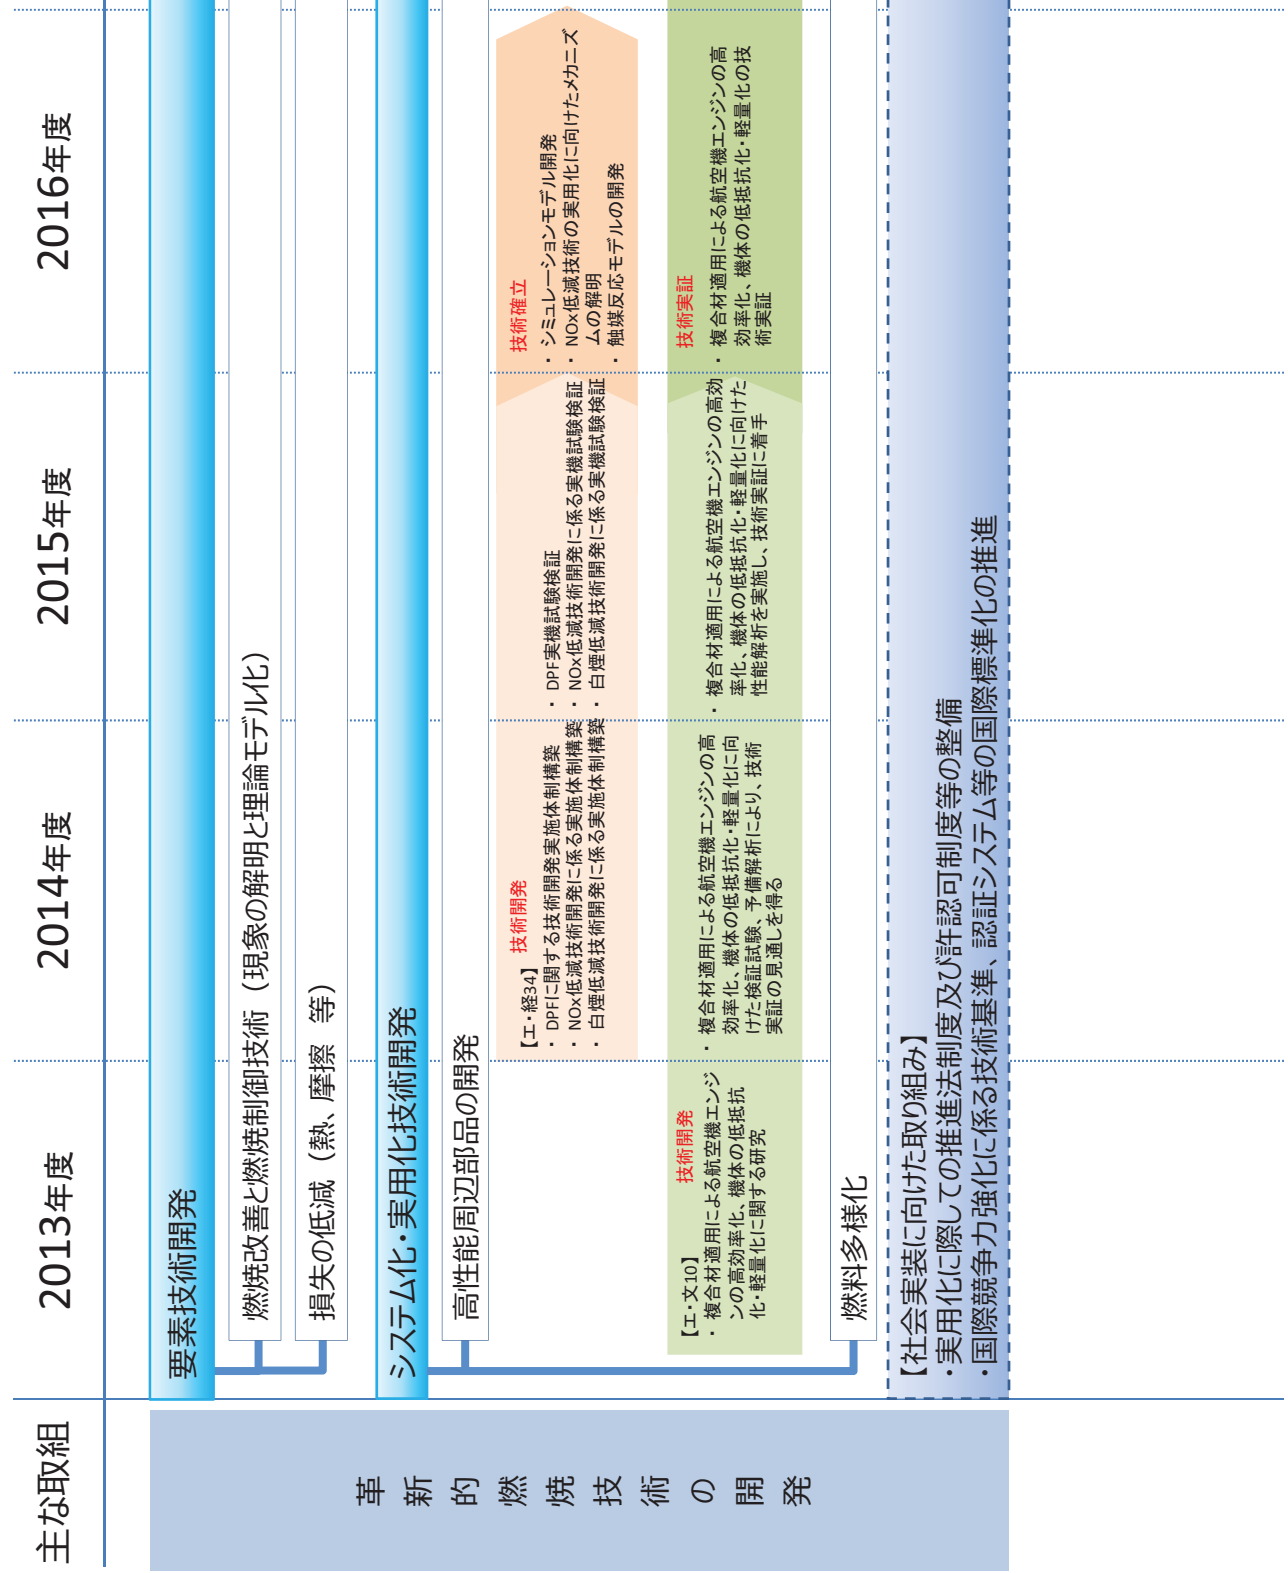 主な取組
2013年度
2014年度
2015年度
2016年度
革新的燃焼技術の開発
要素技術開発
燃焼改善と燃焼制御技術（現象の解明と理論モデル化）
損失の低減（熱、摩擦 等）
システム化・実用化技術開発
高性能周辺部品の開発
【エ・経34】
技術開発
・DPFに関する技術開発実施体制構築
・NOx低減技術開発に係る実施体制構築
・白煙低減技術開発に係る実施体制構築
・DPF実機試験検証
・NOx低減技術開発に係る実機試験検証
・白煙低減技術開発に係る実機試験検証
技術確立
・シミュレーションモデル開発
・NOx低減技術の実用化に向けたメカニズ
ムの解明
・触媒反応モデルの開発
【エ・文10】
技術開発
・複合材適用による航空機エンジ
ンの高効率化、機体の低抵抗
化・軽量化に関する研究
・複合材適用による航空機エンジンの高
効率化、機体の低抵抗化・軽量化に向
けた検証試験、予備解析により、技術
実証の見通しを得る
・複合材適用による航空機エンジンの高効
率化、機体の低抵抗化・軽量化に向けた
性能解析を実施し、技術実証に着手
技術実証
・複合材適用による航空機エンジンの高
効率化、機体の低抵抗化・軽量化の技
術実証
燃料多様化
【社会実装に向けた取り組み】
・実用化に際しての推進法制度及び許認可制度等の整備
・国際競争力強化に係る技術基準、認証システム等の国際標準化の推進